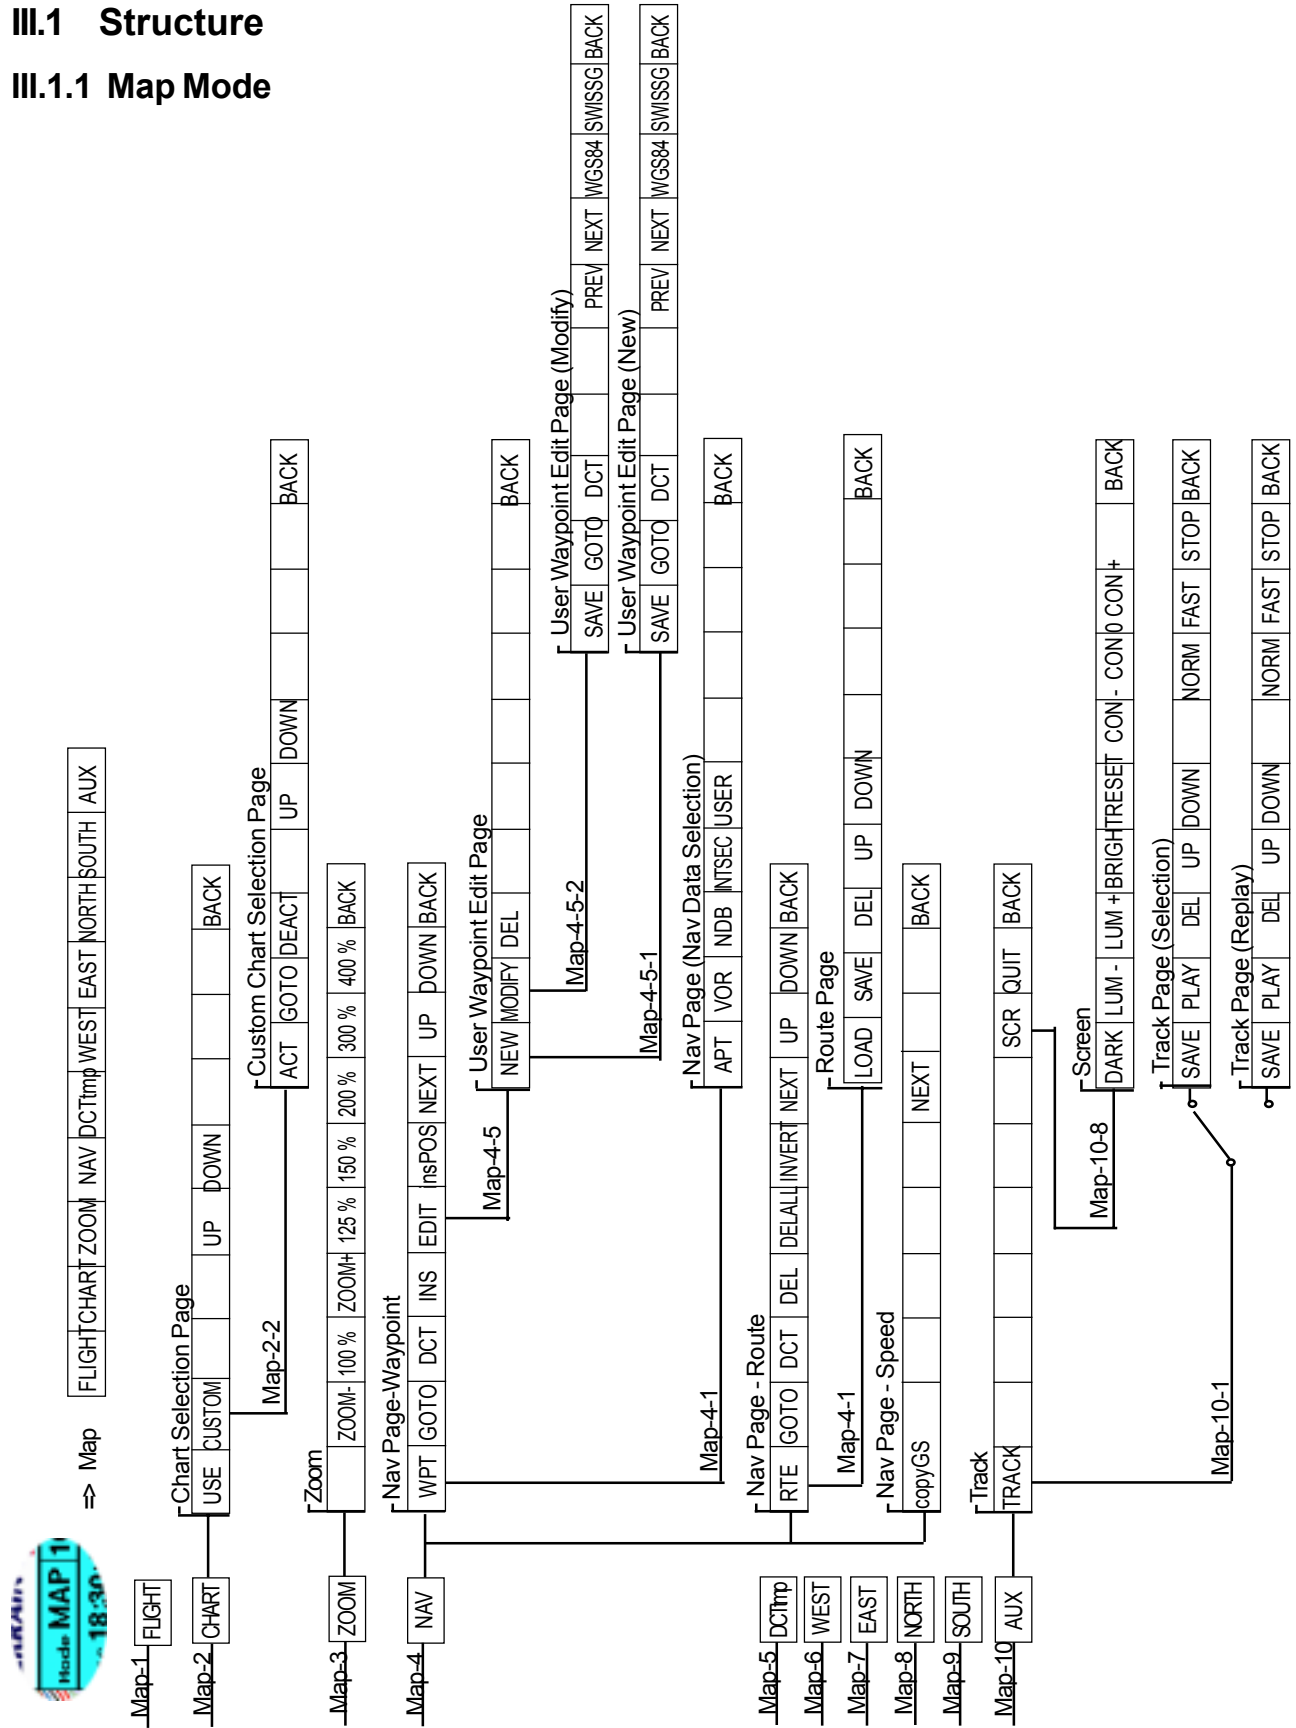 III.1 Structure
III.1.1 Map Mode
Mode MAP
18:30
=> Map
FLIGHT CHART ZOOM NAV DCTtmp WEST EAST NORTH SOUTH AUX
Map-1 FLIGHT
Map-2 CHART
Chart Selection Page
USE CUSTOM UP DOWN BACK
Map-2-2
Custom Chart Selection Page
ACT GOTO DEACT UP DOWN BACK
Map-3 ZOOM
Zoom
ZOOM- 100 % ZOOM+ 125 % 150 % 200 % 300 % 400 % BACK
Map-4 NAV
Nav Page-Waypoint
WPT GOTO DCT INS EDIT insPOS NEXT UP DOWN BACK
Map-4-5
User Waypoint Edit Page
NEW MODIFY DEL BACK
Map-4-5-2
User Waypoint Edit Page (Modify)
SAVE GOTO DCT PREV NEXT WGS84 SWISSG BACK
Map-4-5-1
User Waypoint Edit Page (New)
SAVE GOTO DCT PREV NEXT WGS84 SWISSG BACK
Map-4-1
Nav Page (Nav Data Selection)
APT VOR NDB INTSEC USER BACK
Nav Page - Route
RTE GOTO DCT DEL DELALL INVERT NEXT UP DOWN BACK
Map-4-1
Route Page
LOAD SAVE DEL UP DOWN BACK
Nav Page - Speed
copyGS NEXT BACK
Map-5 DCTtmp
Map-6 WEST
Map-7 EAST
Map-8 NORTH
Map-9 SOUTH
Map-10 AUX
Track
TRACK SCR QUIT BACK
Map-10-8
Screen
DARK LUM - LUM + BRIGHT RESET CON - CON 0 CON + BACK
Map-10-1
Track Page (Selection)
SAVE PLAY DEL UP DOWN NORM FAST STOP BACK
Track Page (Replay)
SAVE PLAY DEL UP DOWN NORM FAST STOP BACK